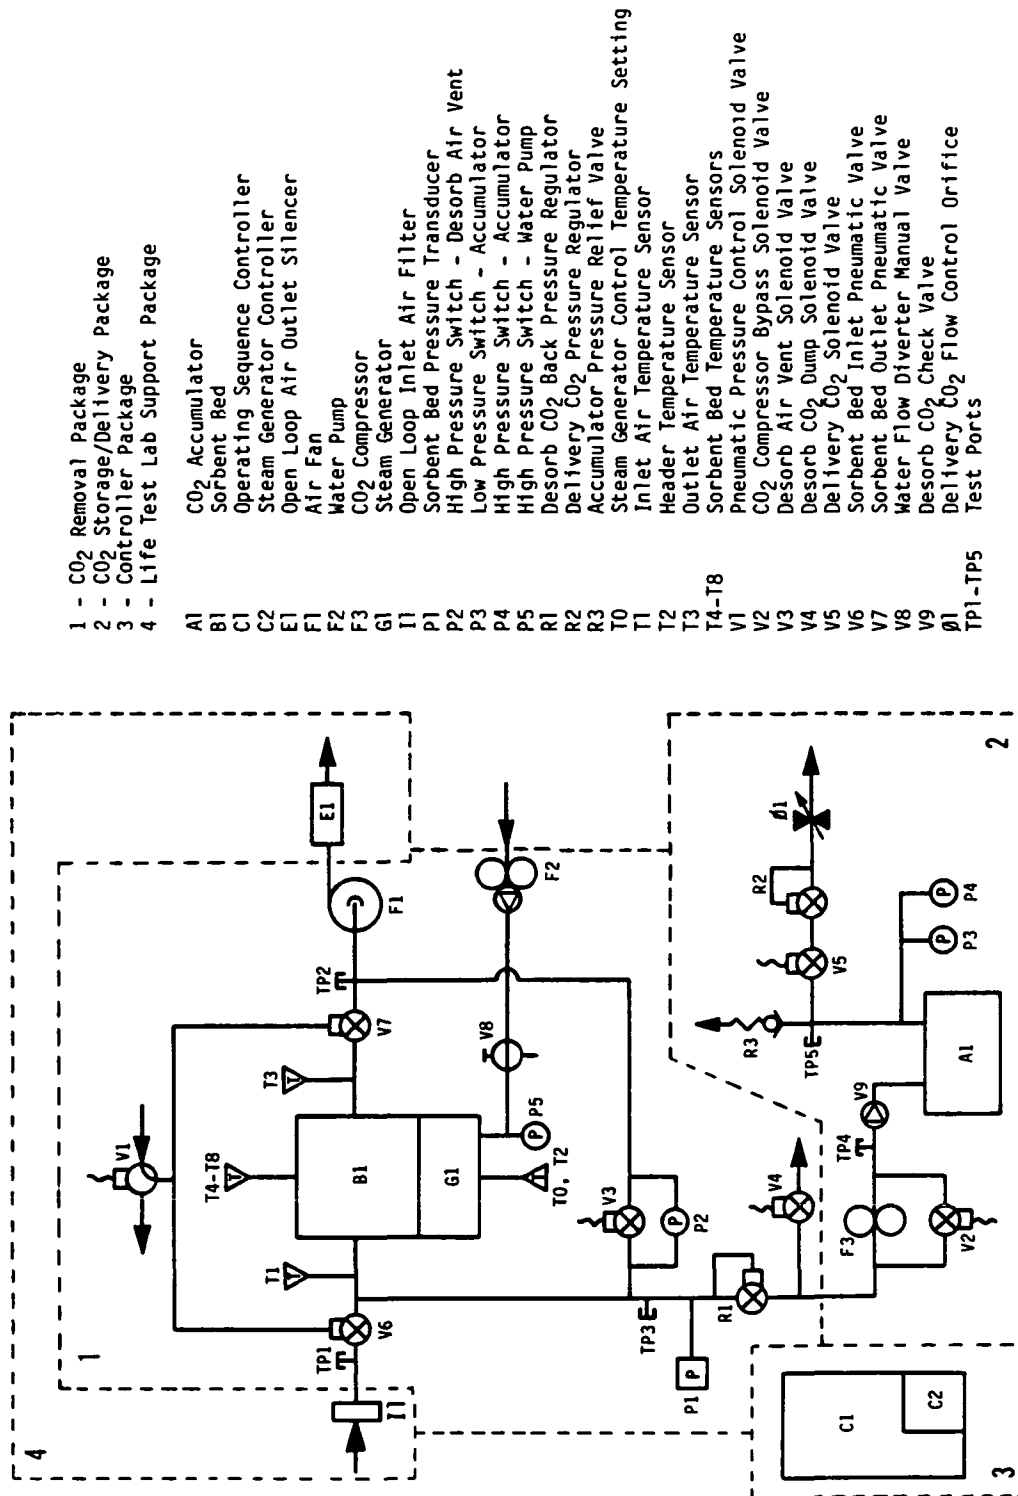 1 - CO2 Removal Package
2 - CO2 Storage/Delivery Package
3 - Controller Package
4 - Life Test Lab Support Package
A1 CO2 Accumulator
B1 Sorbent Bed
C1 Operating Sequence Controller
C2 Steam Generator Controller
E1 Open Loop Air Outlet Silencer
F1 Air Fan
F2 Water Pump
F3 CO2 Compressor
G1 Steam Generator
I1 Open Loop Inlet Air Filter
P1 Sorbent Bed Pressure Transducer
P2 High Pressure Switch - Desorb Air Vent
P3 Low Pressure Switch - Accumulator
P4 High Pressure Switch - Accumulator
P5 High Pressure Switch - Water Pump
R1 Desorb CO2 Back Pressure Regulator
R2 Delivery CO2 Pressure Regulator
R3 Accumulator Pressure Relief Valve
T0 Steam Generator Control Temperature Setting
T1 Inlet Air Temperature Sensor
T2 Header Temperature Sensor
T3 Outlet Air Temperature Sensor
T4-T8 Sorbent Bed Temperature Sensors
V1 Pneumatic Pressure Control Solenoid Valve
V2 CO2 Compressor Bypass Solenoid Valve
V3 Desorb Air Vent Solenoid Valve
V4 Desorb CO2 Dump Solenoid Valve
V5 Delivery CO2 Solenoid Valve
V6 Sorbent Bed Inlet Pneumatic Valve
V7 Sorbent Bed Outlet Pneumatic Valve
V8 Water Flow Diverter Manual Valve
V9 Desorb CO2 Check Valve
Ø1 Delivery CO2 Flow Control Orifice
TP1-TP5 Test Ports
4
1
V1
T4-T8
T
T1
T
T3
T
V6
TP1
I1
B1
G1
V7
TP2
F1
E1
P5
P
T0, T2
T
V8
F2
V3
P2
P
TP3
P1
P
R1
V4
F3
V2
TP4
V9
A1
TP5
R3
V5
R2
Ø1
P3
P
P4
P
2
C1
C2
3